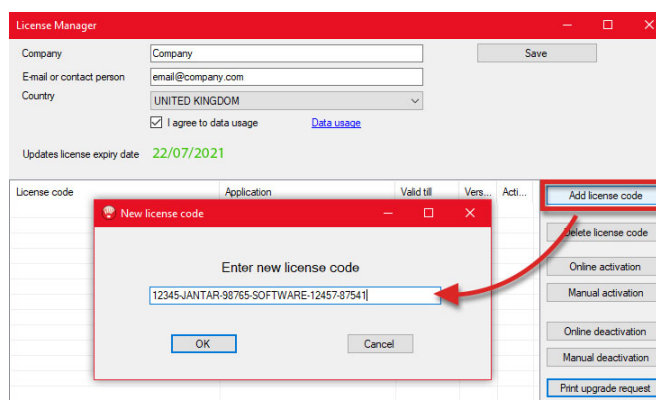 License Manager
Company Company Save
E-mail or contact person email@company.com
Country UNITED KINGDOM
I agree to data usage Data usage
Updates license expiry date 22/07/2021
License code Application Valid till Vers... Acti... Add license code
New license code
Delete license code
Enter new license code
Online activation
12345-JANTAR-98765-SOFTWARE-12457-87541
Manual activation
Online deactivation
OK Cancel
Manual deactivation
Print upgrade request